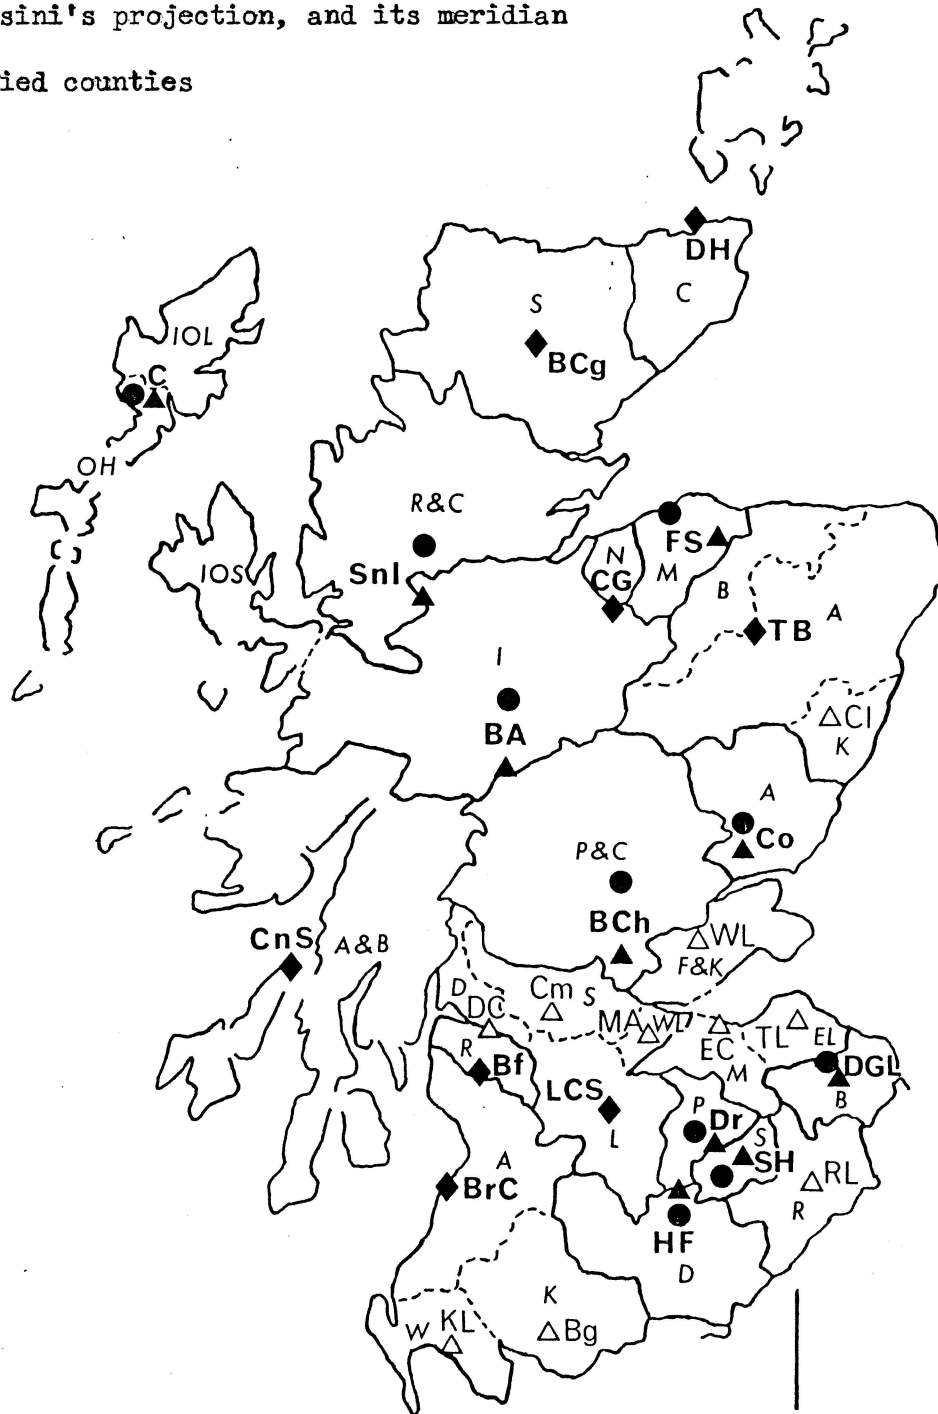 sini's projection, and its meridian
ied counties
DH
C
S
BCg
IOL
C
OH
R&C
SnI
IOS
FS
N
M
CG
B
A
TB
I
BA
CI
K
A
Co
P&C
BCh
WL
F&K
CnS
A&B
D
DC
Cm
S
MA
WL
EC
TL
EL
M
R
Bf
LCS
L
P
Dr
DGL
B
S
SH
RL
R
A
BrC
HF
D
K
Bg
W
KL